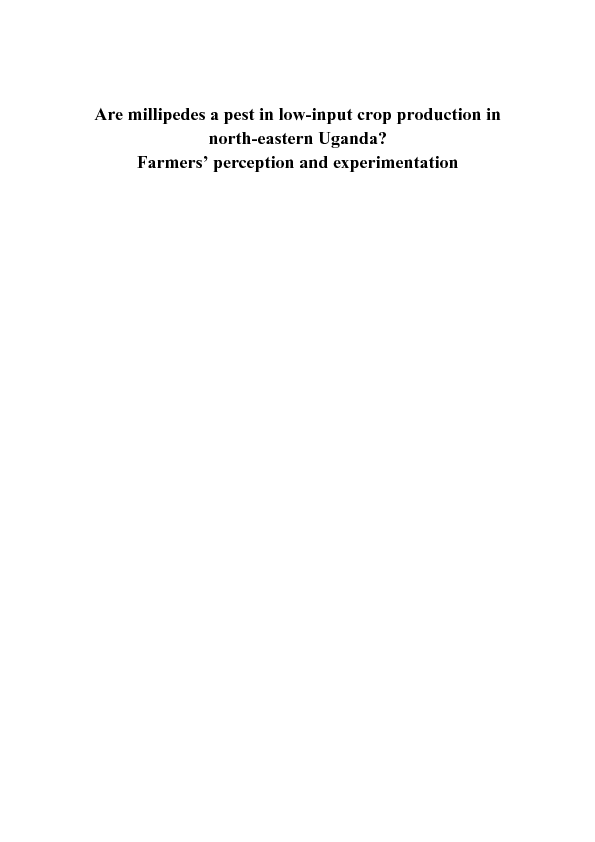 Are millipedes a pest in low-input crop production in
north-eastern Uganda?
Farmers’ perception and experimentation